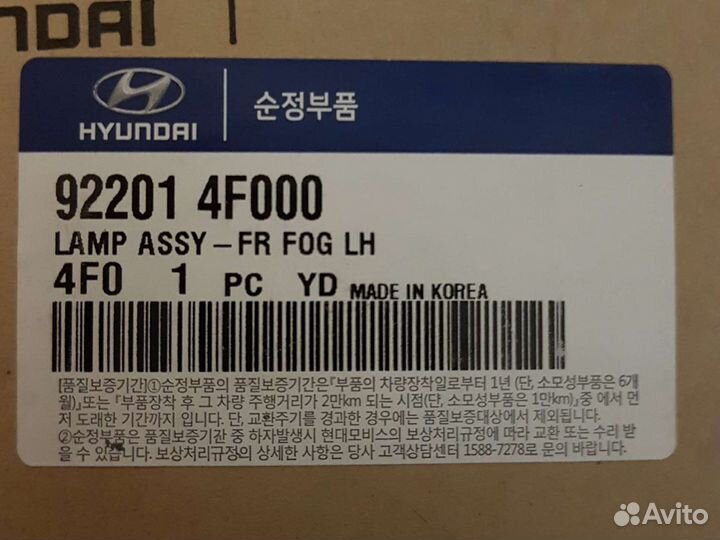 NDAI
HYUNDAI
순정부품
92201 4F000
LAMP ASSY – FR FOG LH
4F0 1 PC YD MADE IN KOREA
[품질보증기간]①순정부품의 품질보증기간은『부품의 차량장착일로부터 1년 (단, 소모성부품은 6개
월)』또는『부품장착 후 그 차량 주행거리가 2만km 되는 시점(단, 소모성부품은 1만km)』중 에서 먼
저 도래한 기간까지 입니다. 단, 교환주기를 경과한 경우에는 품질보증대상에서 제외됩니다.
②순정부품은 품질보증기간 중 하자발생시 현대모비스의 보상처리규정에 따라 교환 또는 수리 받
을 수 있습니다. 보상처리규정의 상세한 사항은 당사 고객상담센터 1588-7278로 문의 바랍니다.
Avito